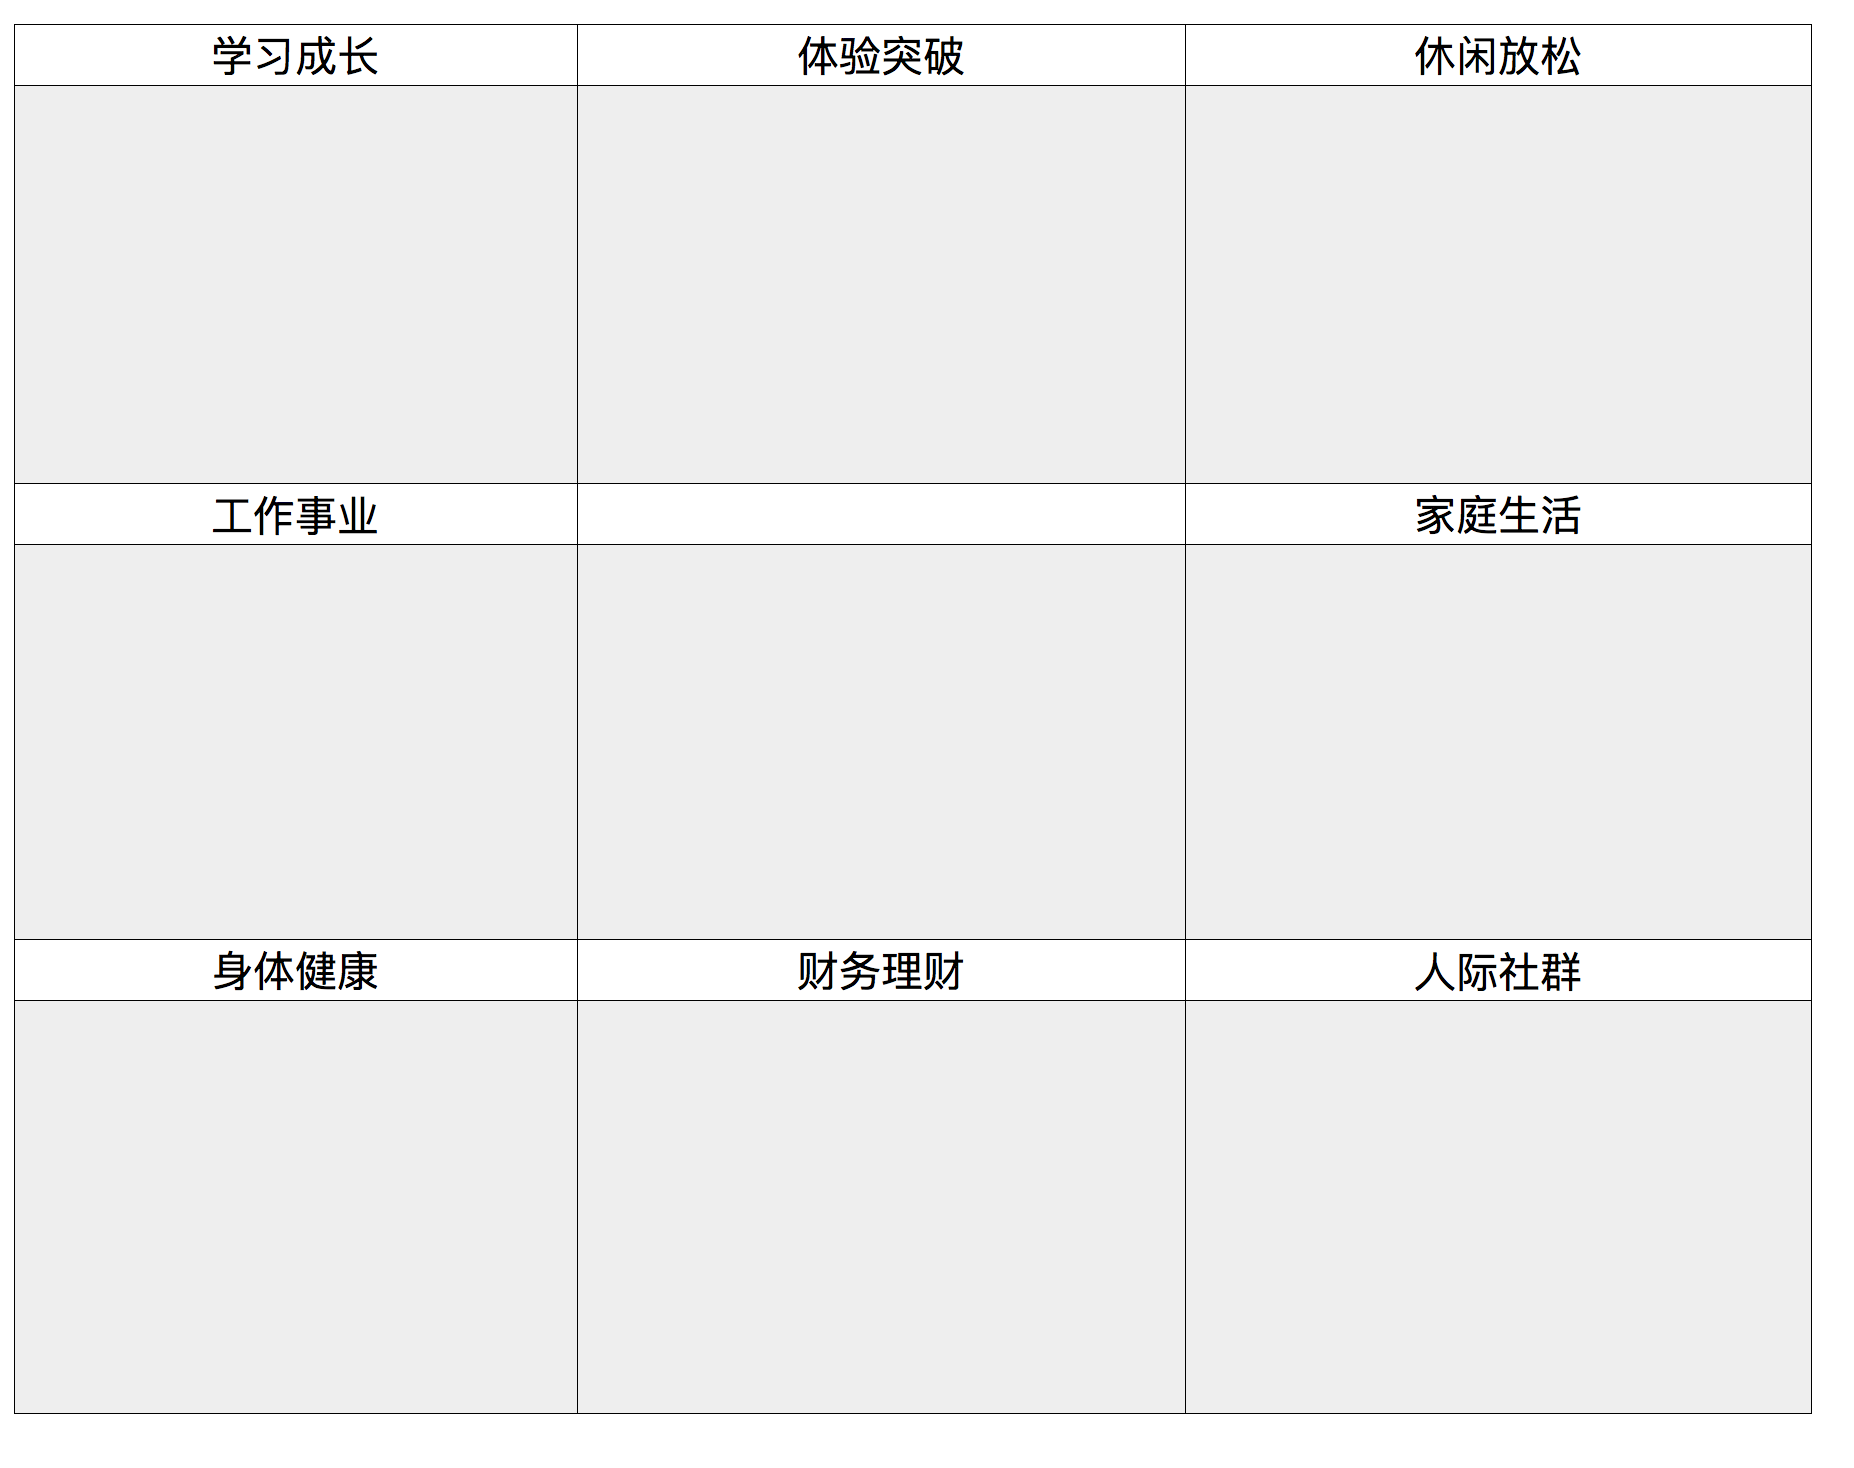 学习成长
体验突破
休闲放松
工作事业
家庭生活
身体健康
财务理财
人际社群